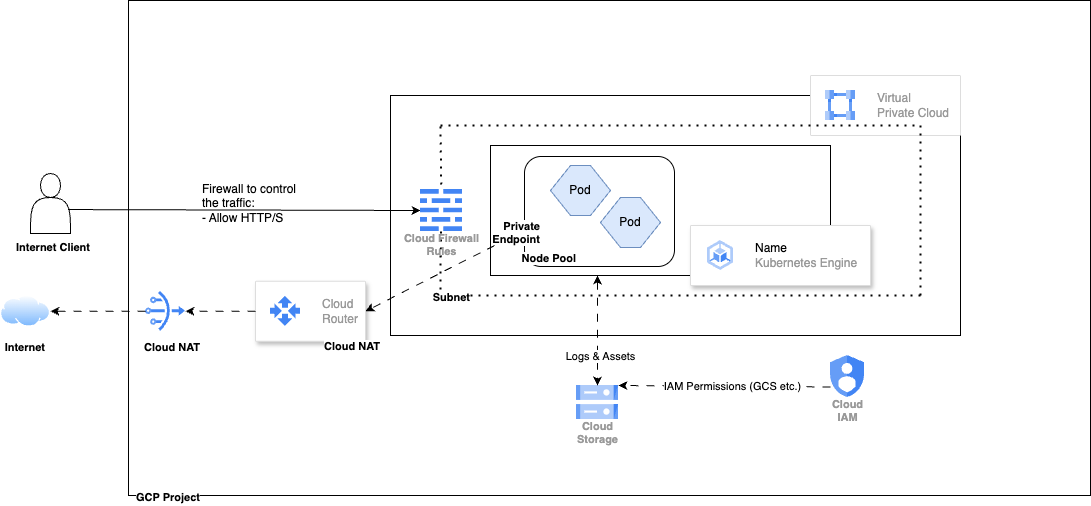 Virtual
Private Cloud
Firewall to control
the traffic:
- Allow HTTP/S
Internet Client
Cloud Firewall
Rules
Pod
Pod
Private
Endpoint
Node Pool
Name
Kubernetes Engine
Subnet
Cloud
Router
Cloud NAT
Cloud NAT
Internet
Logs & Assets
IAM Permissions (GCS etc.)
Cloud
Storage
Cloud
IAM
GCP Project